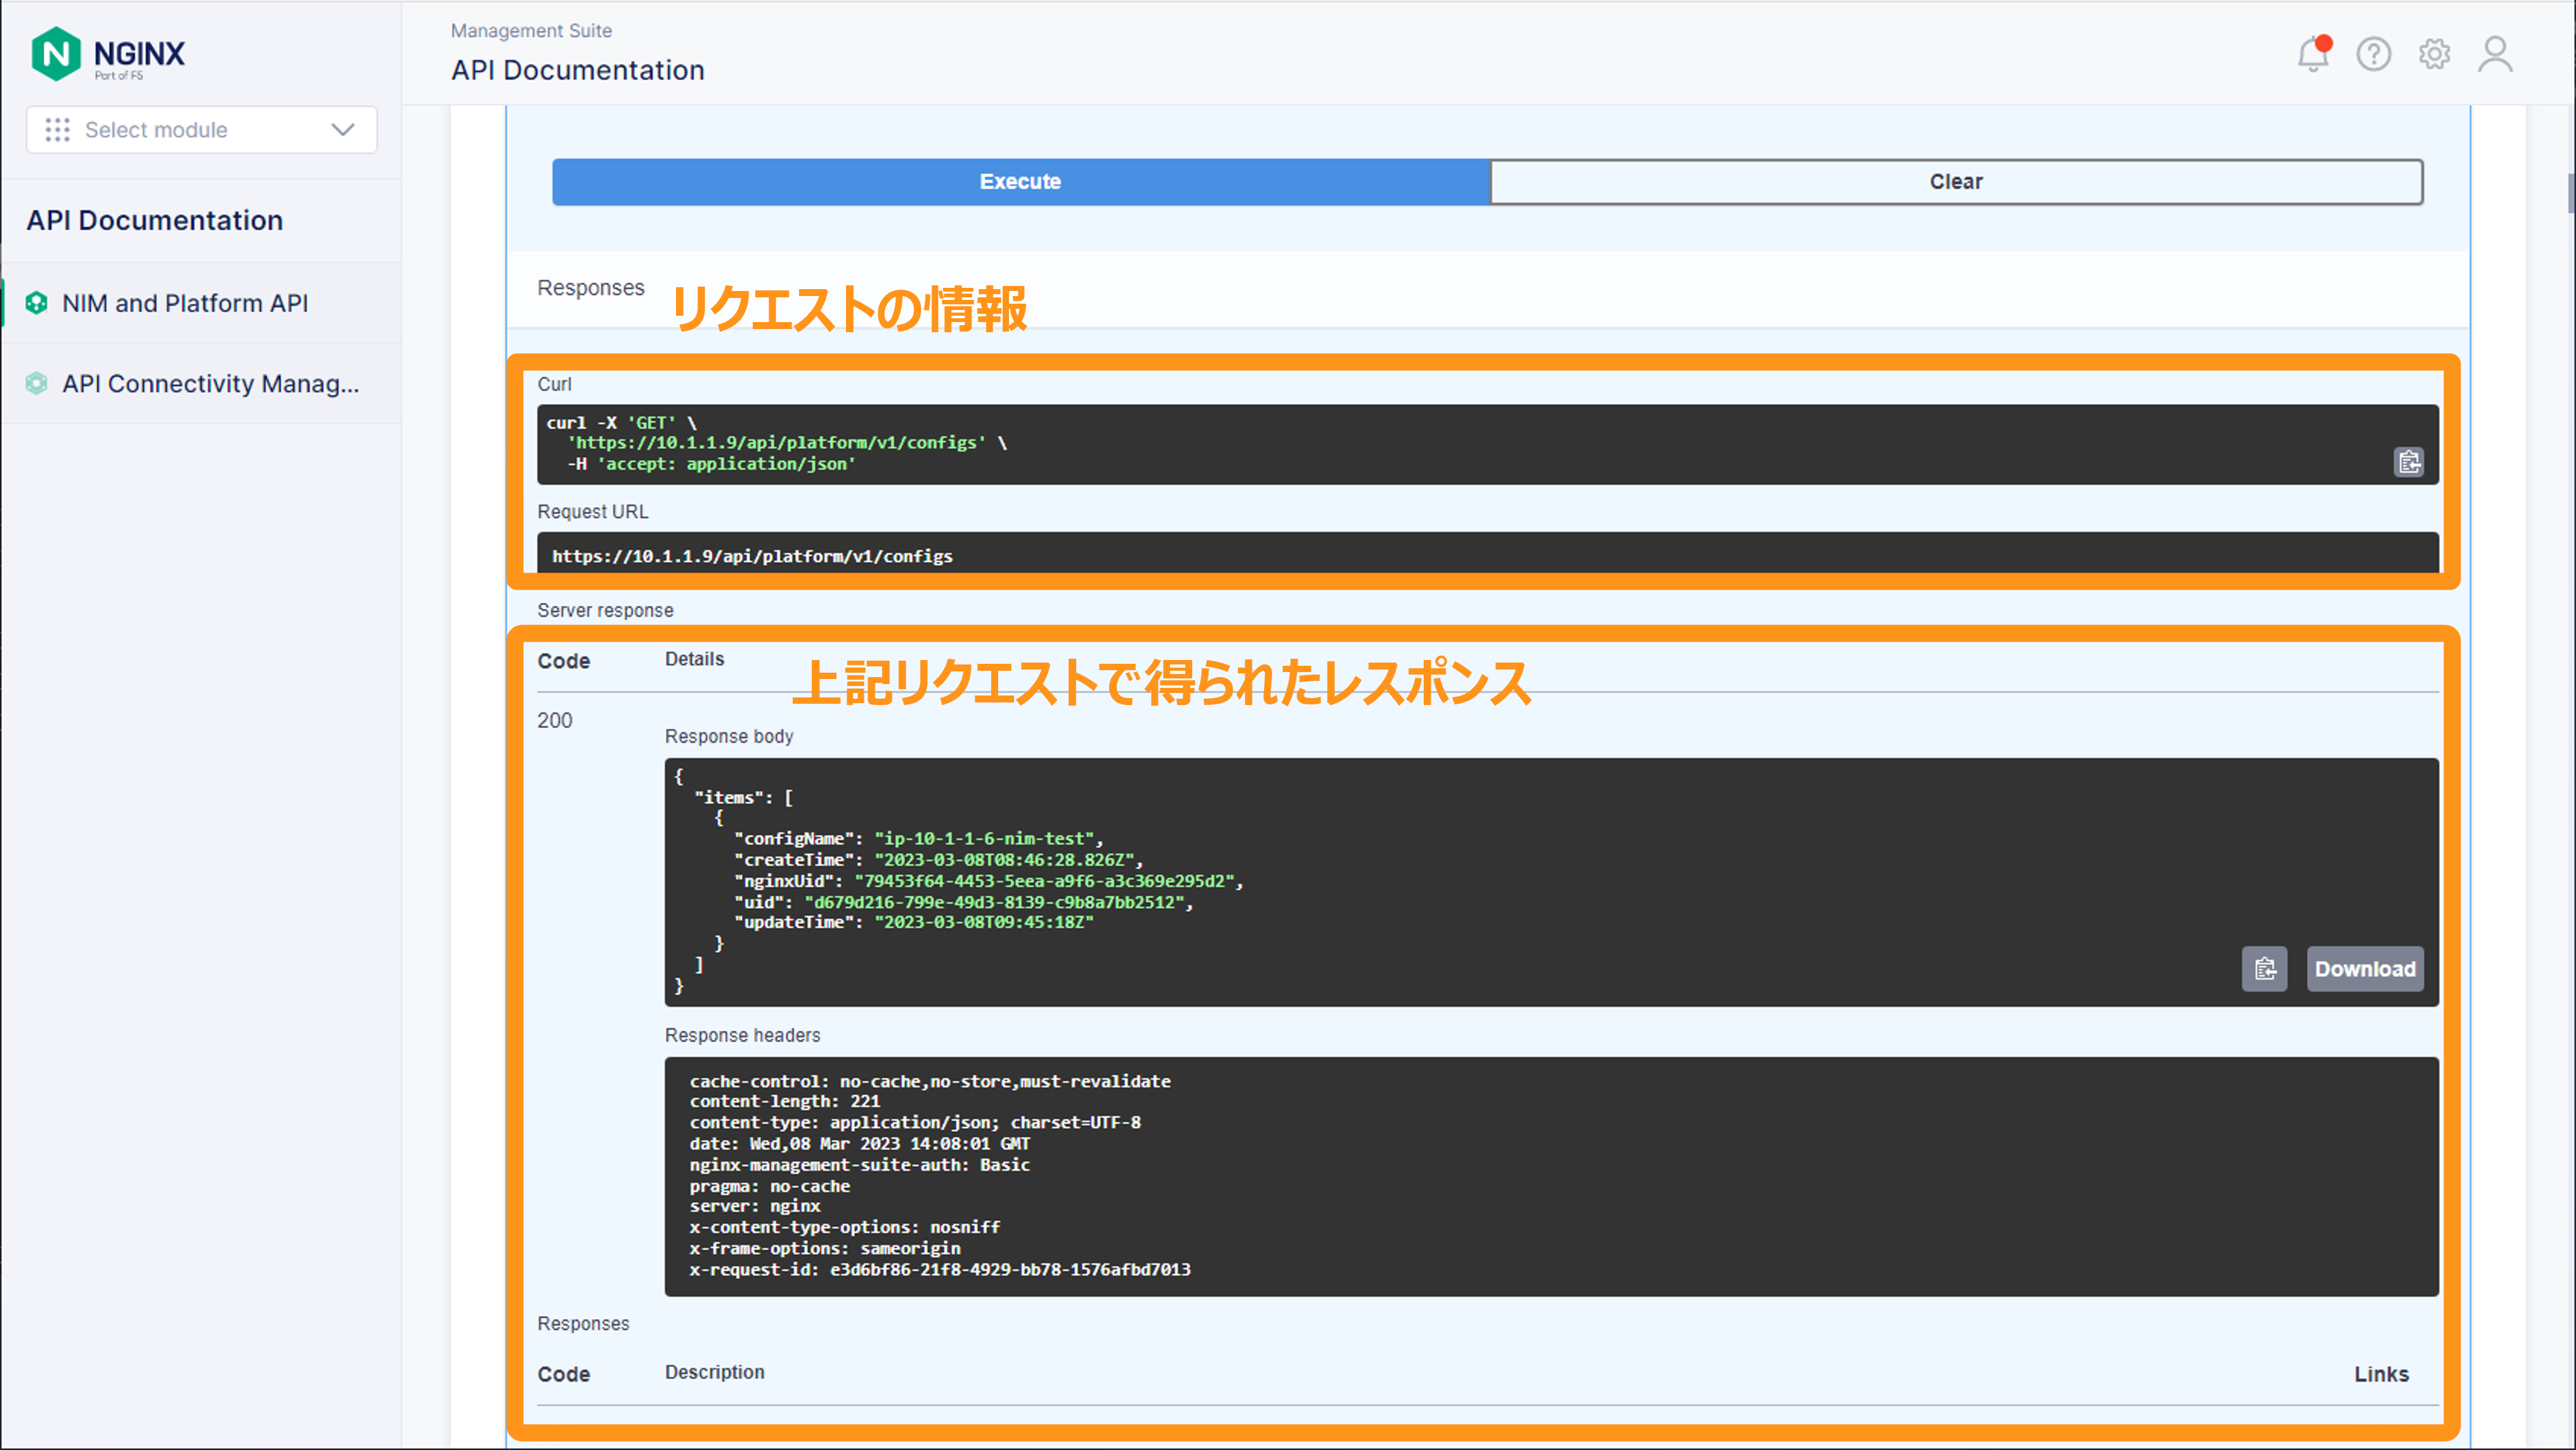 NGINX
Part of F5
Select module
API Documentation
NIM and Platform API
API Connectivity Manag...
Management Suite
API Documentation
Execute
Clear
Responses
リクエストの情報
Curl
curl -X 'GET' \
'https://10.1.1.9/api/platform/v1/configs' \
-H 'accept: application/json'
Request URL
https://10.1.1.9/api/platform/v1/configs
Server response
Code Details
上記リクエストで得られたレスポンス
200
Response body
{
"items": [
{
"configName": "ip-10-1-1-6-nim-test",
"createTime": "2023-03-08T08:46:28.826Z",
"nginxUid": "79453f64-4453-5eea-a9f6-a3c369e295d2",
"uid": "d679d216-799e-49d3-8139-c9b8a7bb2512",
"updateTime": "2023-03-08T09:45:18Z"
}
]
}
Download
Response headers
cache-control: no-cache,no-store,must-revalidate
content-length: 221
content-type: application/json; charset=UTF-8
date: Wed,08 Mar 2023 14:08:01 GMT
nginx-management-suite-auth: Basic
pragma: no-cache
server: nginx
x-content-type-options: nosniff
x-frame-options: sameorigin
x-request-id: e3d6bf86-21f8-4929-bb78-1576afbd7013
Responses
Code Description Links